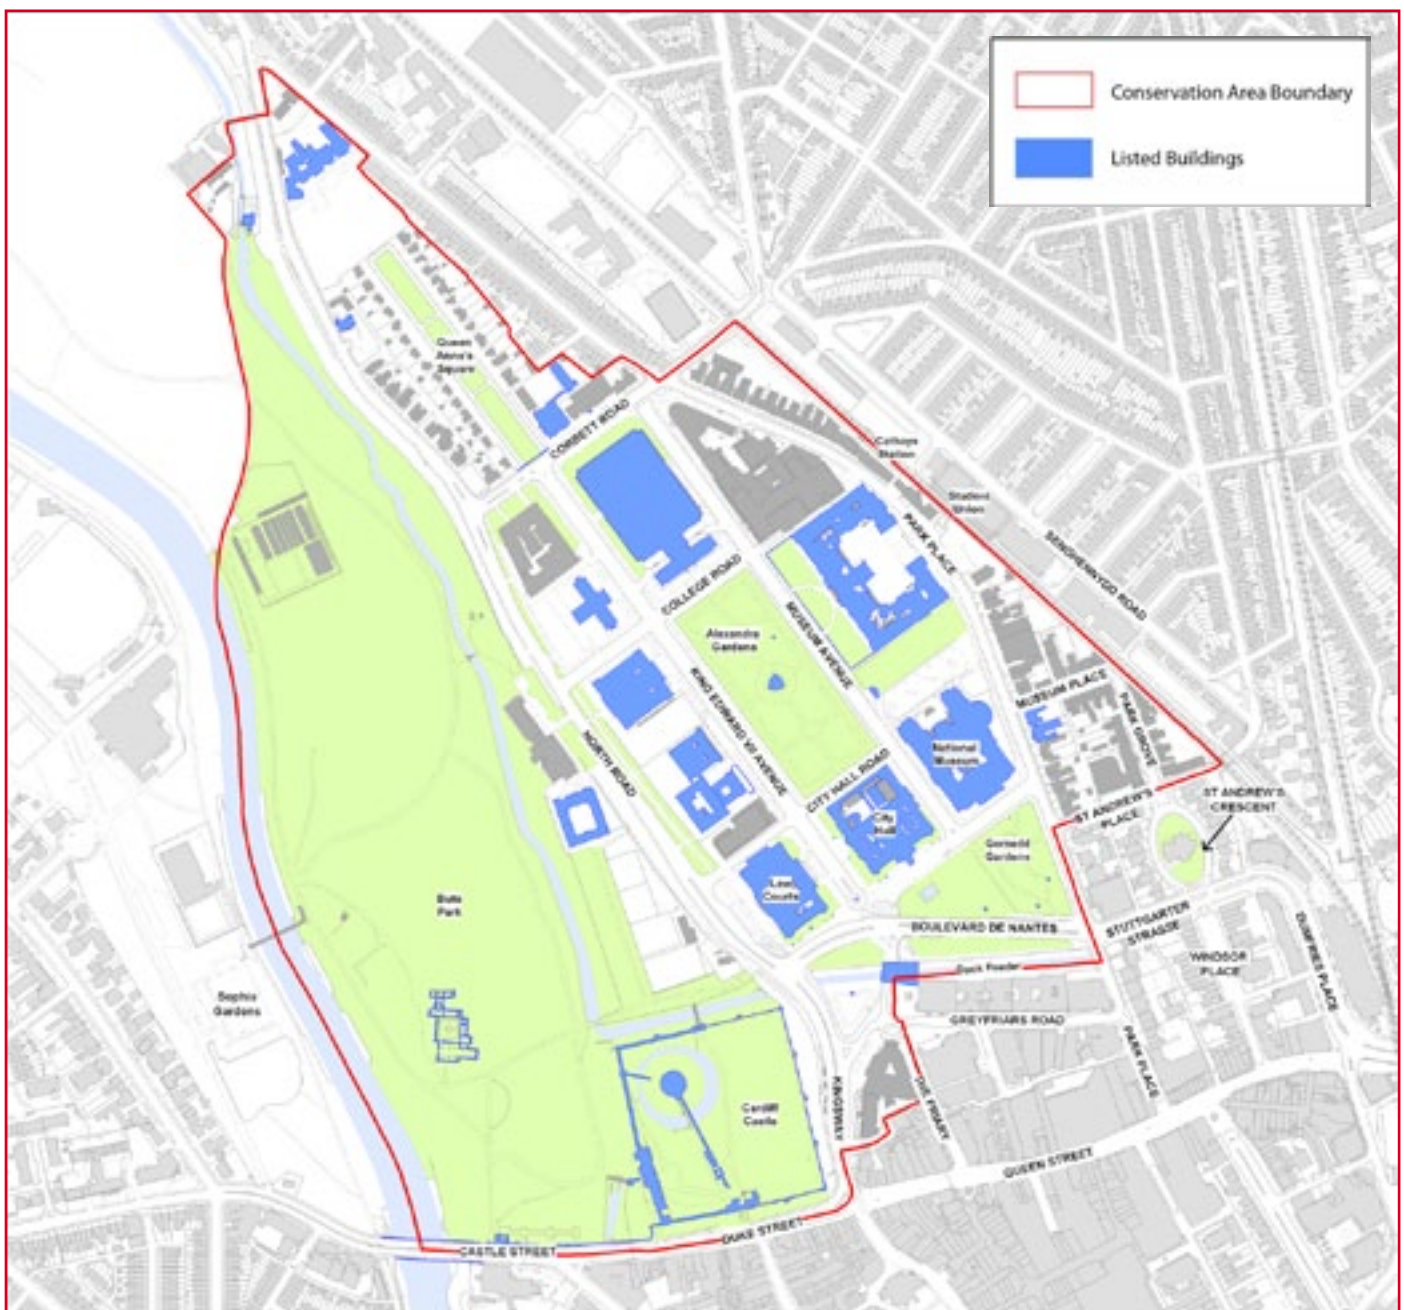 Conservation Area Boundary
Listed Buildings
Queen
Anne's
Square
CORBETT ROAD
Cathays
Station
Student
Union
PARK PLACE
SENGHENNYDD ROAD
COLLEGE ROAD
Alexandra
Gardens
MUSEUM AVENUE
KING EDWARD VII AVENUE
MUSEUM PLACE
PARK GROVE
NORTH ROAD
National
Museum
CITY HALL ROAD
City
Hall
ST ANDREW'S
PLACE
ST ANDREW'S
CRESCENT
Gorsedd
Gardens
Law
Courts
Bute
Park
BOULEVARD DE NANTES
STUTTGARTER
STRASSE
DUMFRIES PLACE
WINDSOR
PLACE
Dock Feeder
Sophia
Gardens
GREYFRIARS ROAD
PARK PLACE
Cardiff
Castle
KINGSWAY
THE FRIARY
QUEEN STREET
DUKE STREET
CASTLE STREET